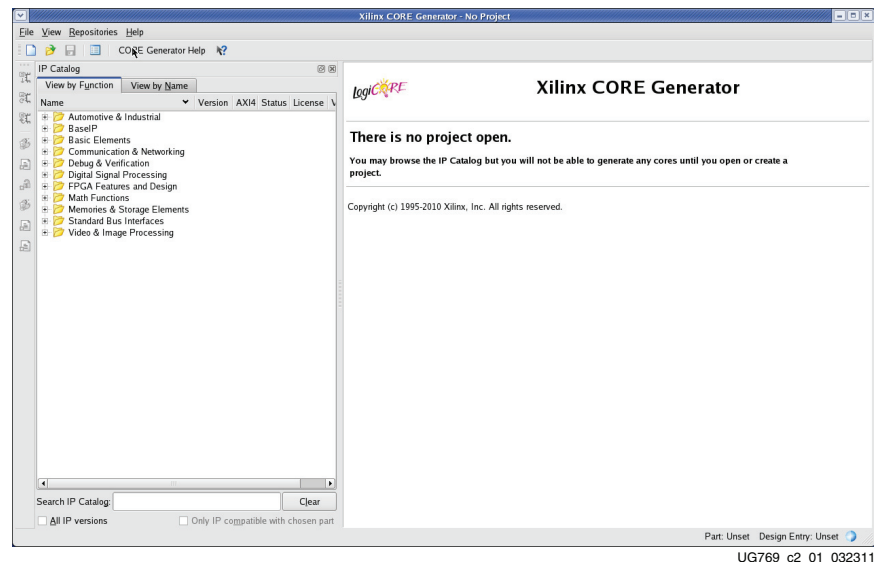 Xilinx CORE Generator - No Project
File View Repositories Help
CORE Generator Help
IP Catalog
View by Function View by Name
Name Version AXI4 Status License V
Automotive & Industrial
BaseIP
Basic Elements
Communication & Networking
Debug & Verification
Digital Signal Processing
FPGA Features and Design
Math Functions
Memories & Storage Elements
Standard Bus Interfaces
Video & Image Processing
Search IP Catalog: Clear
All IP versions Only IP compatible with chosen part
LogiCORE Xilinx CORE Generator
There is no project open.
You may browse the IP Catalog but you will not be able to generate any cores until you open or create a
project.
Copyright (c) 1995-2010 Xilinx, Inc. All rights reserved.
Part: Unset Design Entry: Unset
UG769_c2_01_032311